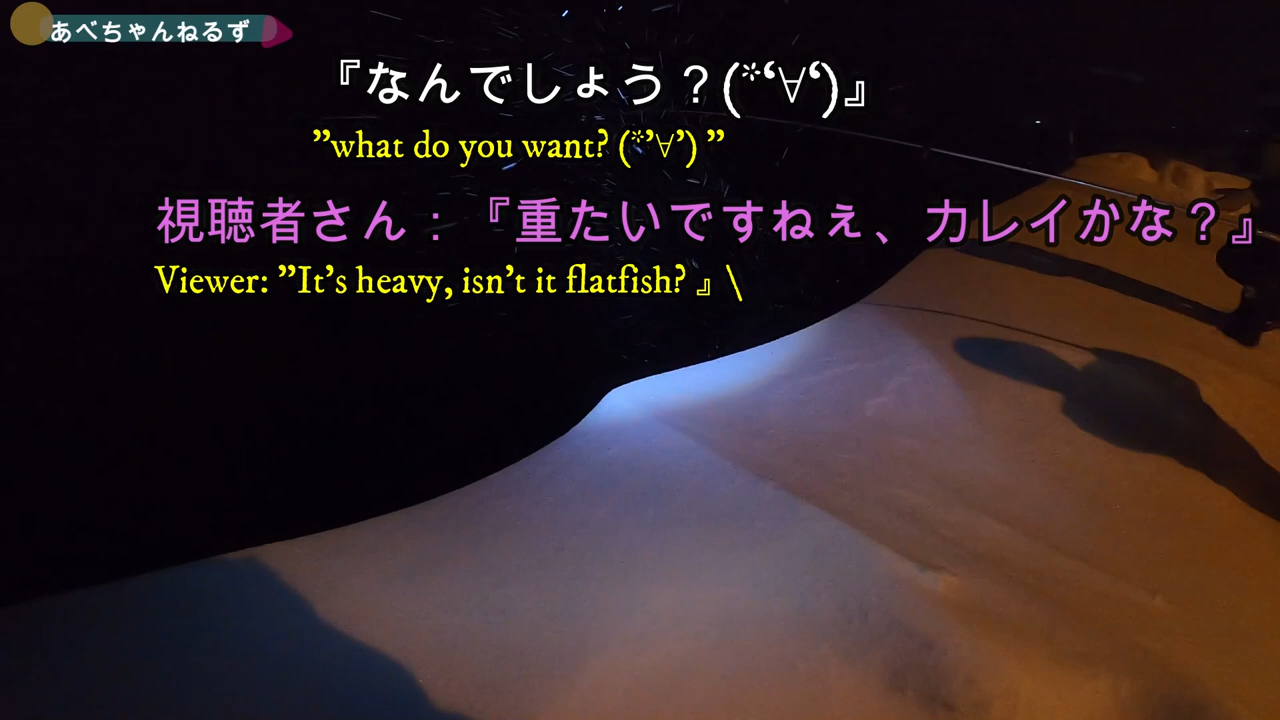 あべちゃんねるず
『なんでしょう？(*‘∀‘)』
”what do you want? (*’∀’) ”
視聴者さん：『重たいですねぇ、カレイかな？』
Viewer: ”It’s heavy, isn’t it flatfish? 』\